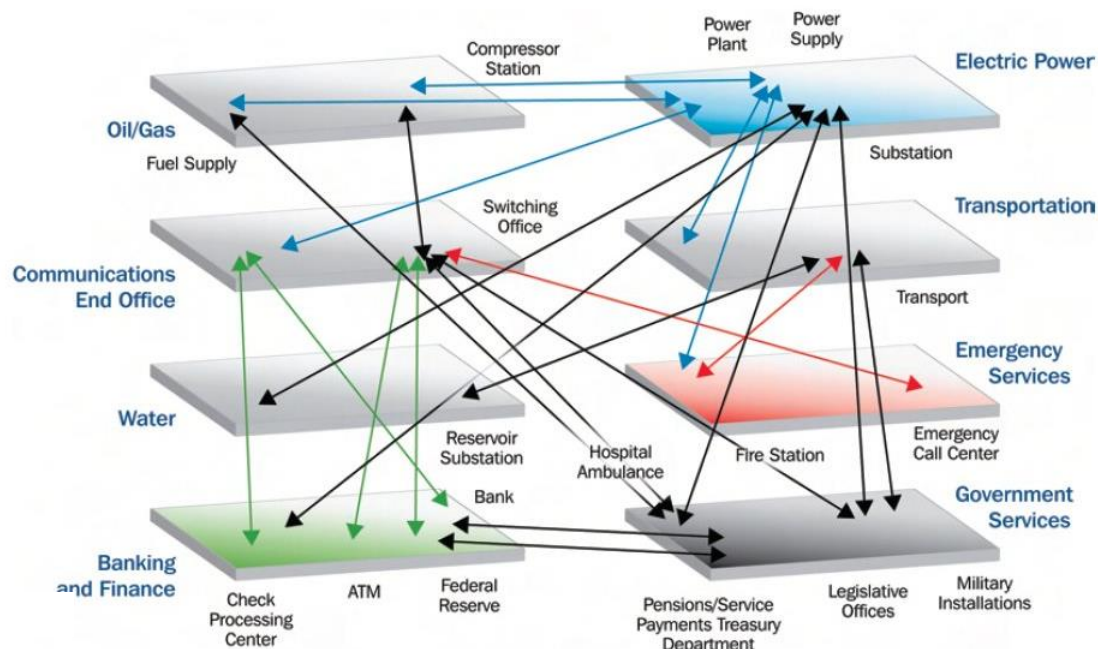 Power
Plant
Power
Supply
Compressor
Station
Electric Power
Oil/Gas
Fuel Supply
Substation
Switching
Office
Transportation
Communications
End Office
Transport
Emergency
Services
Water
Reservoir
Substation
Hospital
Ambulance
Fire Station
Emergency
Call Center
Bank
Government
Services
Banking
and Finance
Check
Processing
Center
ATM
Federal
Reserve
Pensions/Service
Payments Treasury
Department
Legislative
Offices
Military
Installations